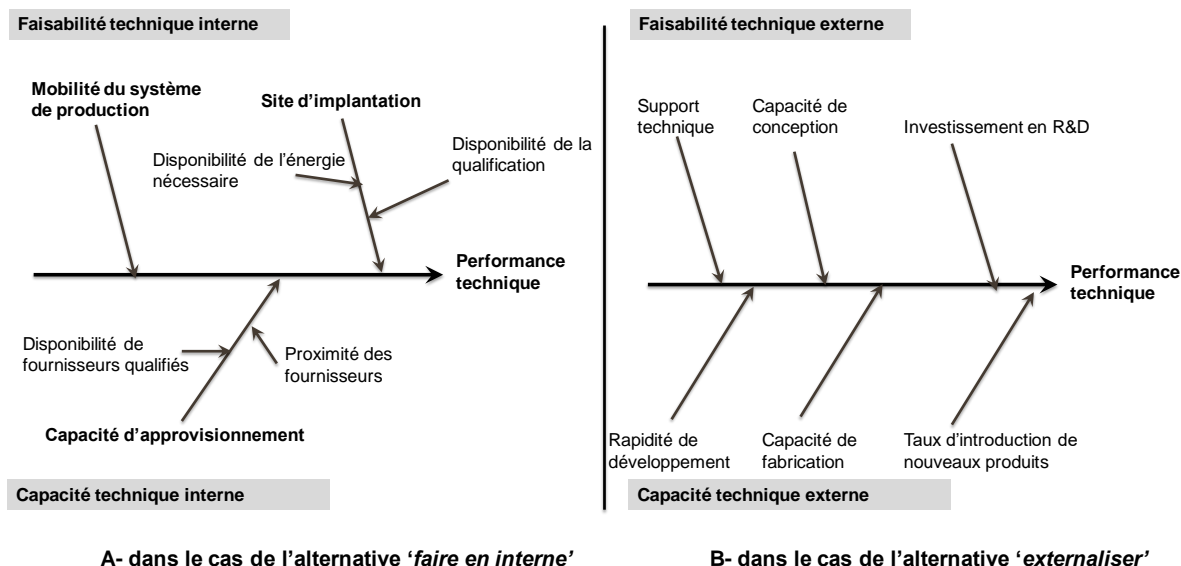 Faisabilité technique interne
Mobilité du système
de production
Site d'implantation
Disponibilité de l'énergie
nécessaire
Disponibilité de la
qualification
Performance
technique
Disponibilité de
fournisseurs qualifiés
Proximité des
fournisseurs
Capacité d'approvisionnement
Capacité technique interne
A- dans le cas de l'alternative ‘faire en interne’
Faisabilité technique externe
Support
technique
Capacité de
conception
Investissement en R&D
Performance
technique
Rapidité de
développement
Capacité de
fabrication
Taux d'introduction de
nouveaux produits
Capacité technique externe
B- dans le cas de l'alternative ‘externaliser’